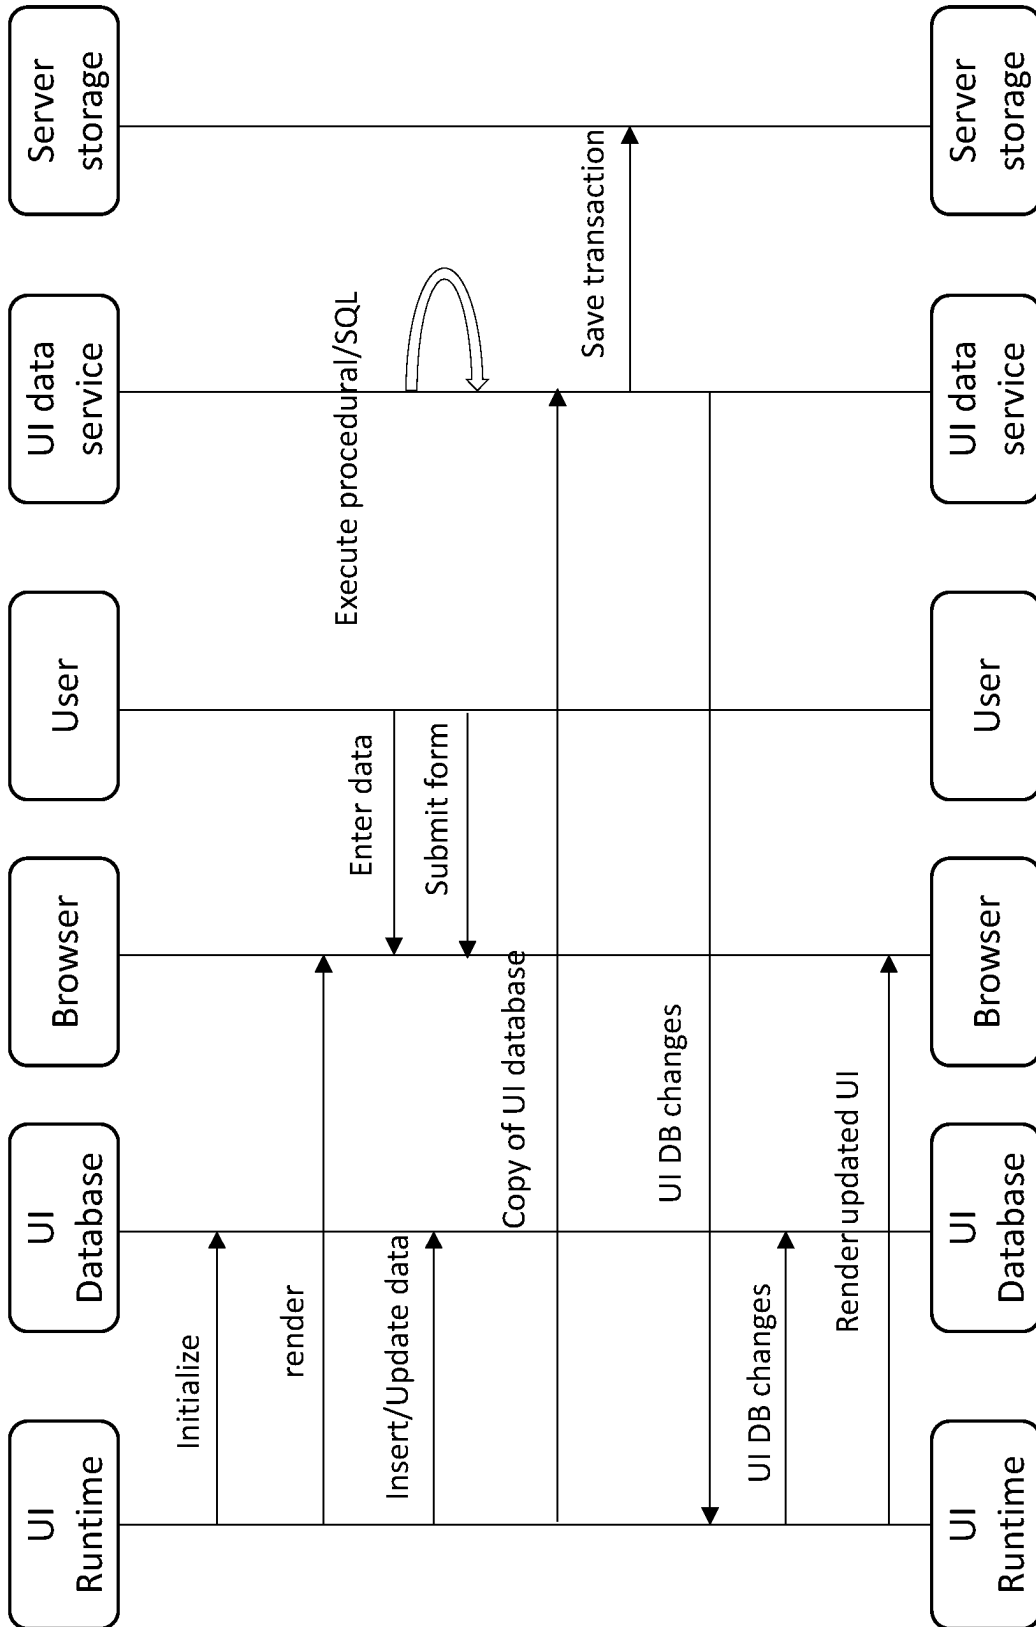 UI
Runtime
UI
Database
Browser
User
UI data
service
Server
storage
Initialize
render
Enter data
Execute procedural/SQL
Insert/Update data
Submit form
Copy of UI database
Save transaction
UI DB changes
UI DB changes
Render updated UI
UI
Runtime
UI
Database
Browser
User
UI data
service
Server
storage